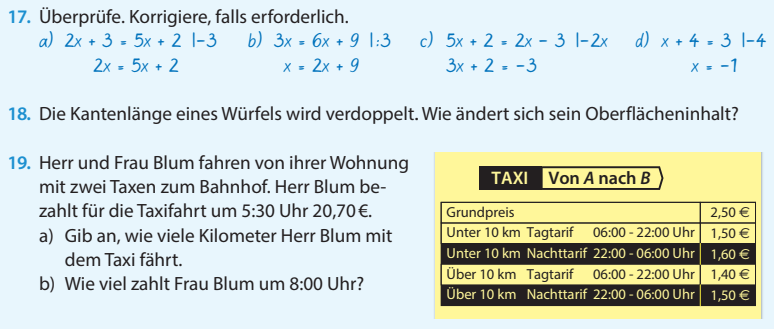 17. Überprüfe. Korrigiere, falls erforderlich.
a) 2x + 3 = 5x + 2 |−3 b) 3x = 6x + 9 |:3 c) 5x + 2 = 2x − 3 |−2x d) x + 4 = 3 |−4
2x = 5x + 2 x = 2x + 9 3x + 2 = −3 x = −1
18. Die Kantenlänge eines Würfels wird verdoppelt. Wie ändert sich sein Oberflächeninhalt?
19. Herr und Frau Blum fahren von ihrer Wohnung
mit zwei Taxen zum Bahnhof. Herr Blum be-
zahlt für die Taxifahrt um 5:30 Uhr 20,70 €.
a) Gib an, wie viele Kilometer Herr Blum mit
dem Taxi fährt.
b) Wie viel zahlt Frau Blum um 8:00 Uhr?
TAXI Von A nach B
Grundpreis 2,50 €
Unter 10 km Tagtarif 06:00 - 22:00 Uhr 1,50 €
Unter 10 km Nachttarif 22:00 - 06:00 Uhr 1,60 €
Über 10 km Tagtarif 06:00 - 22:00 Uhr 1,40 €
Über 10 km Nachttarif 22:00 - 06:00 Uhr 1,50 €